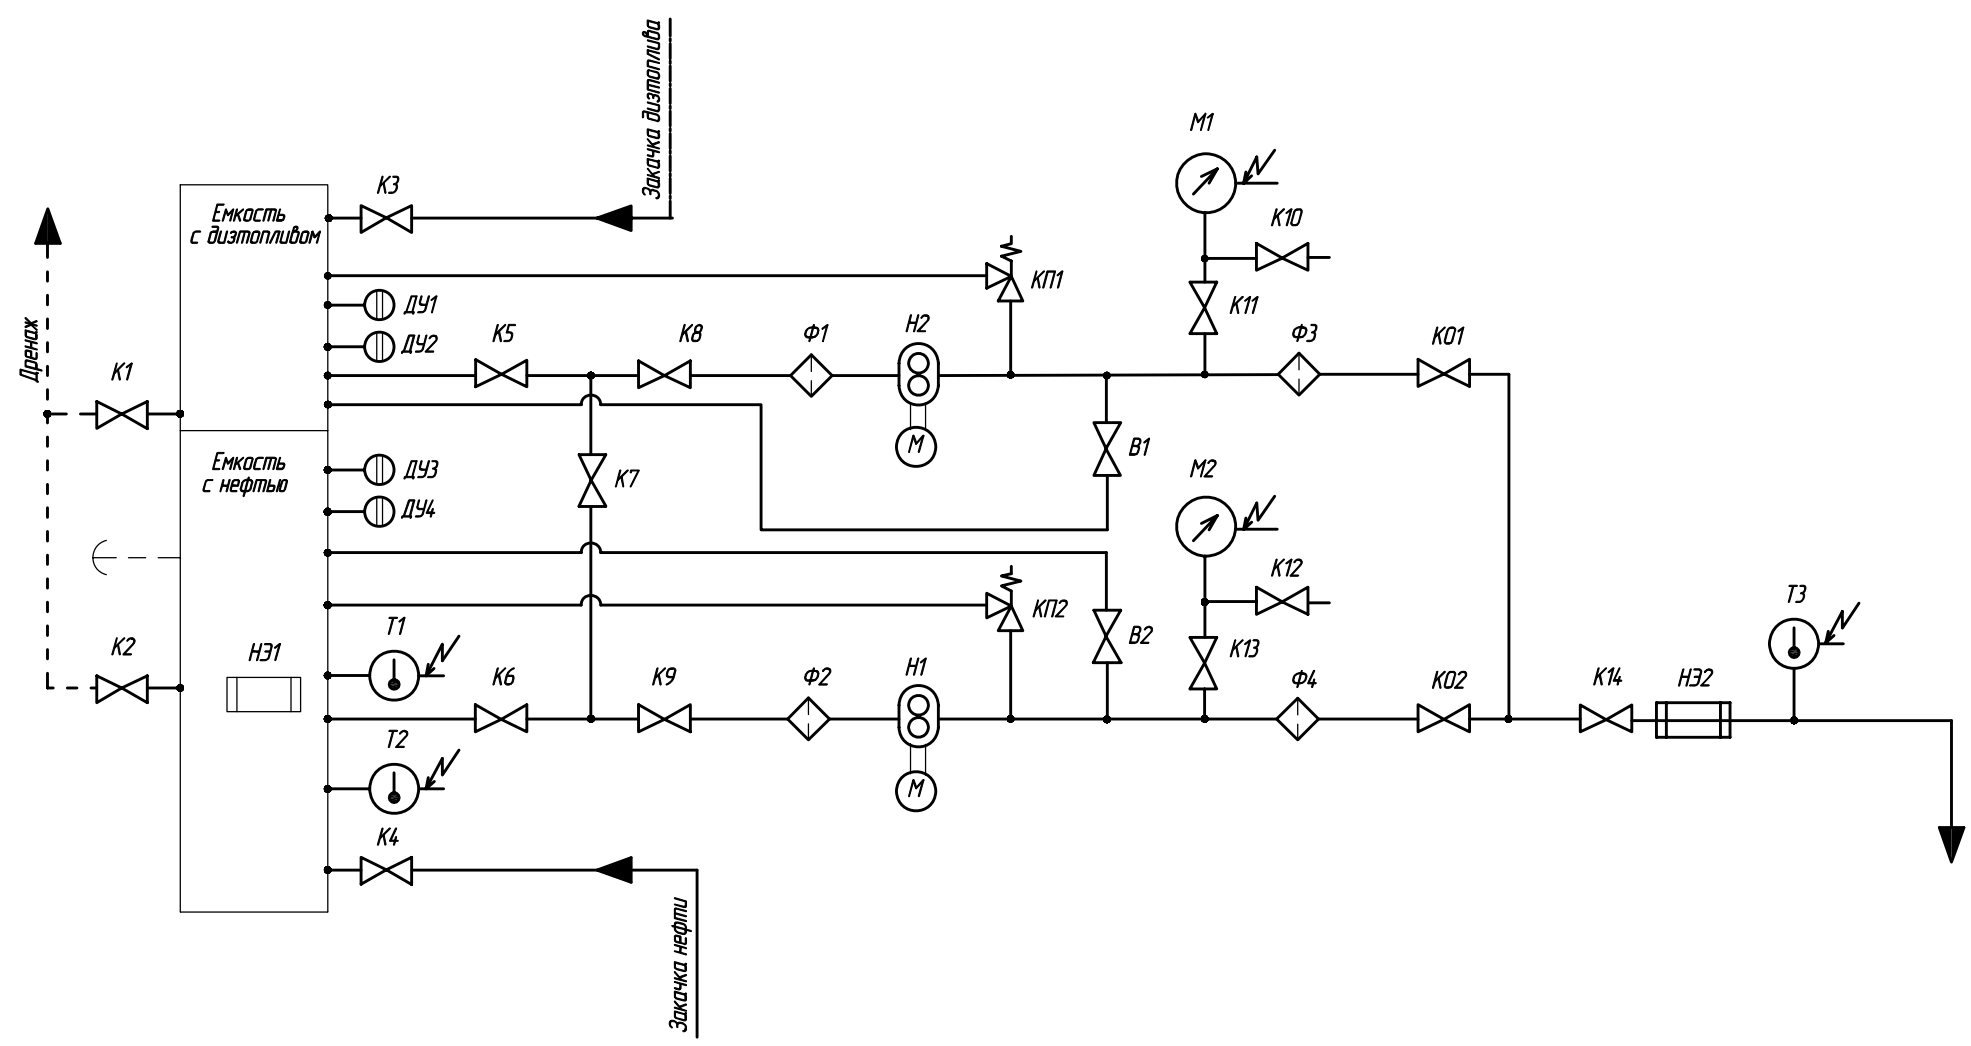 Закачка дизтоплива
М1
К3
Емкость
с дизтопливом
К10
КП1
ДУ1
К11
Дренаж
ДУ2
К5
К8
Ф1
Н2
Ф3
КО1
К1
М
В1
Емкость
с нефтью
ДУ3
К7
М2
ДУ4
К12
Т3
КП2
Т1
В2
К13
К2
НЭ1
К6
К9
Ф2
Н1
Ф4
КО2
К14
НЭ2
Т2
М
К4
Закачка нефти